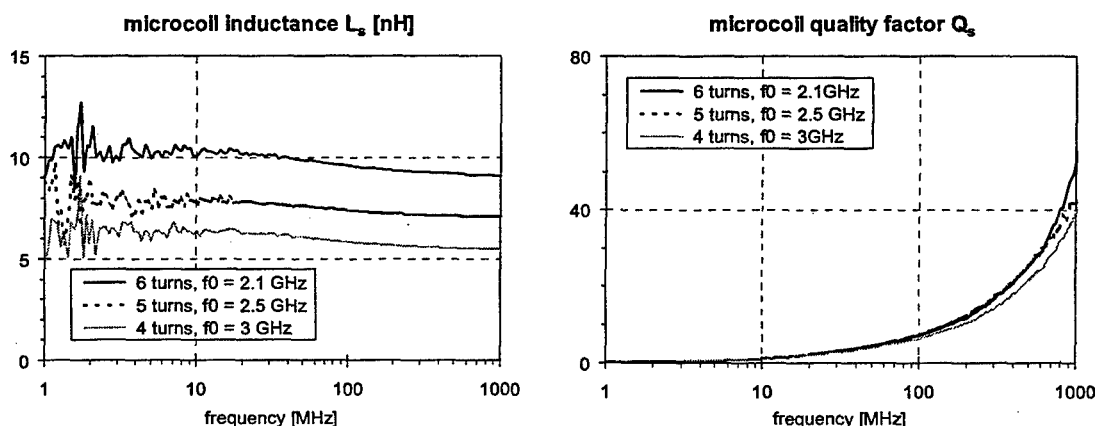 microcoil inductance Ls [nH]
15
10
5
0
6 turns, f0 = 2.1 GHz
5 turns, f0 = 2.5 GHz
4 turns, f0 = 3 GHz
1
10
100
1000
frequency [MHz]
microcoil quality factor Qs
80
40
0
6 turns, f0 = 2.1GHz
5 turns, f0 = 2.5 GHz
4 turns, f0 = 3GHz
1
10
100
1000
frequency [MHz]